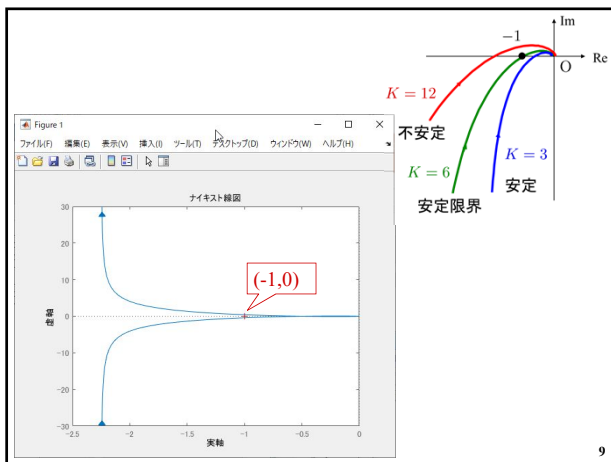 Im
−1
Re
O
K = 12
不安定
K = 3
K = 6
安定
安定限界
Figure 1
ファイル(F) 編集(E) 表示(V) 挿入(I) ツール(T) デスクトップ(D) ウィンドウ(W) ヘルプ(H)
ナイキスト線図
30
20
10
0
-10
-20
-30
虚軸
(-1,0)
-2.5 -2 -1.5 -1 -0.5 0
実軸
9